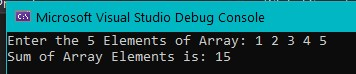 Microsoft Visual Studio Debug Console
Enter the 5 Elements of Array: 1 2 3 4 5
Sum of Array Elements is: 15